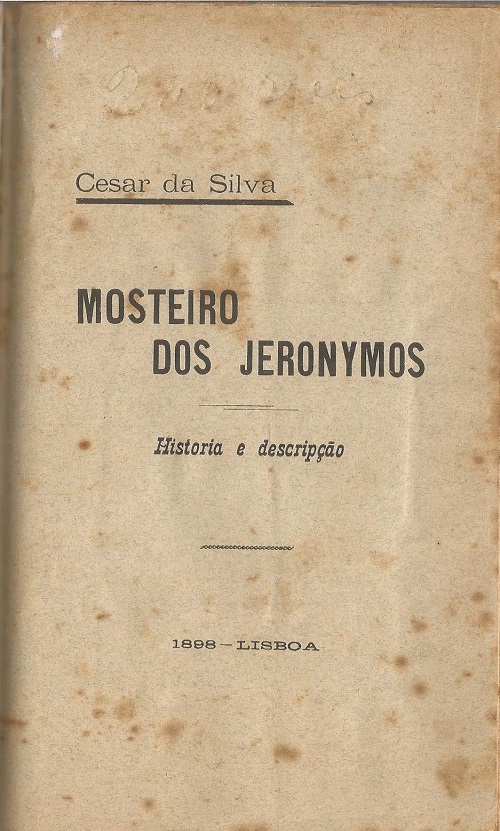 Cesar da Silva
MOSTEIRO
DOS JERONYMOS
Historia e descripção
1898—LISBOA